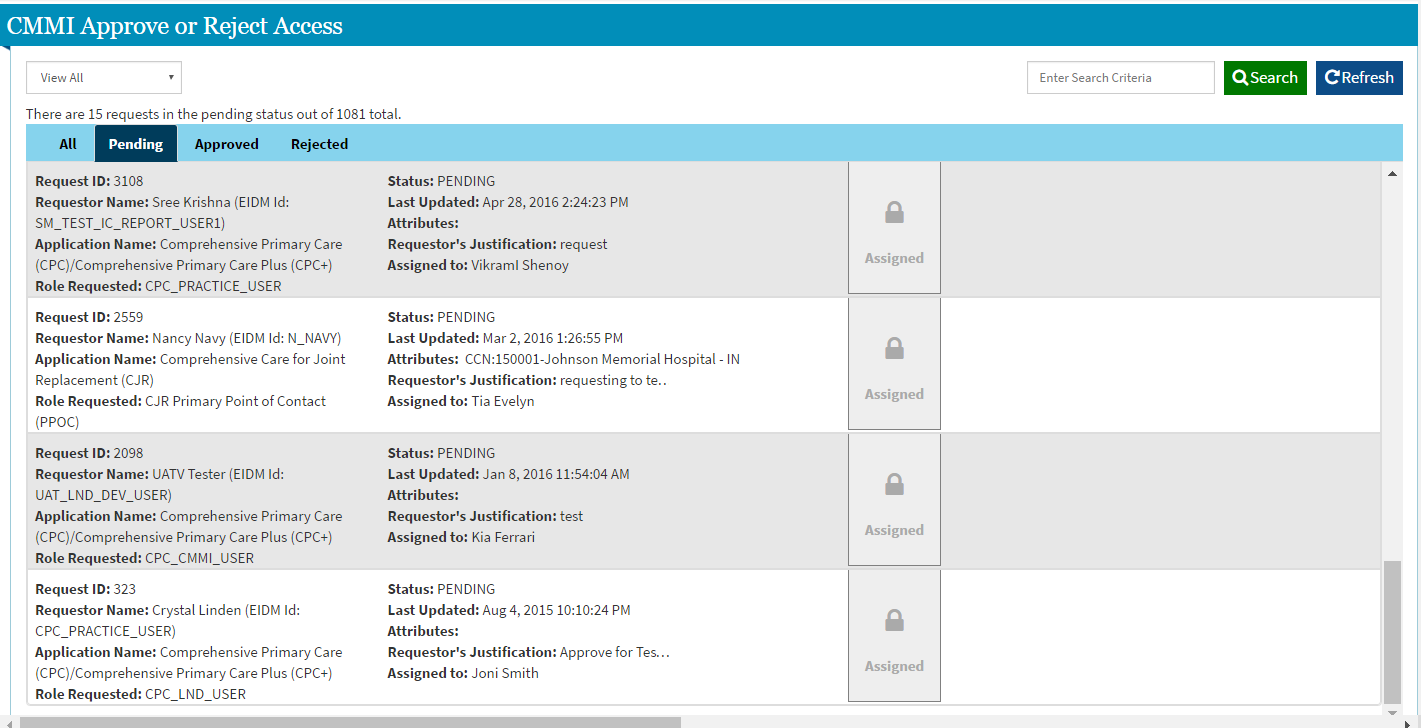 CMMI Approve or Reject Access
View All
Enter Search Criteria
Search
Refresh
There are 15 requests in the pending status out of 1081 total.
All Pending Approved Rejected
Request ID: 3108
Requestor Name: Sree Krishna (EIDM Id:
SM_TEST_IC_REPORT_USER1)
Application Name: Comprehensive Primary Care
(CPC)/Comprehensive Primary Care Plus (CPC+)
Role Requested: CPC_PRACTICE_USER
Status: PENDING
Last Updated: Apr 28, 2016 2:24:23 PM
Attributes:
Requestor's Justification: request
Assigned to: VikramI Shenoy
Assigned
Request ID: 2559
Requestor Name: Nancy Navy (EIDM Id: N_NAVY)
Application Name: Comprehensive Care for Joint
Replacement (CJR)
Role Requested: CJR Primary Point of Contact
(PPOC)
Status: PENDING
Last Updated: Mar 2, 2016 1:26:55 PM
Attributes: CCN:150001-Johnson Memorial Hospital - IN
Requestor's Justification: requesting to te..
Assigned to: Tia Evelyn
Assigned
Request ID: 2098
Requestor Name: UATV Tester (EIDM Id:
UAT_LND_DEV_USER)
Application Name: Comprehensive Primary Care
(CPC)/Comprehensive Primary Care Plus (CPC+)
Role Requested: CPC_CMMI_USER
Status: PENDING
Last Updated: Jan 8, 2016 11:54:04 AM
Attributes:
Requestor's Justification: test
Assigned to: Kia Ferrari
Assigned
Request ID: 323
Requestor Name: Crystal Linden (EIDM Id:
CPC_PRACTICE_USER)
Application Name: Comprehensive Primary Care
(CPC)/Comprehensive Primary Care Plus (CPC+)
Role Requested: CPC_LND_USER
Status: PENDING
Last Updated: Aug 4, 2015 10:10:24 PM
Attributes:
Requestor's Justification: Approve for Tes...
Assigned to: Joni Smith
Assigned